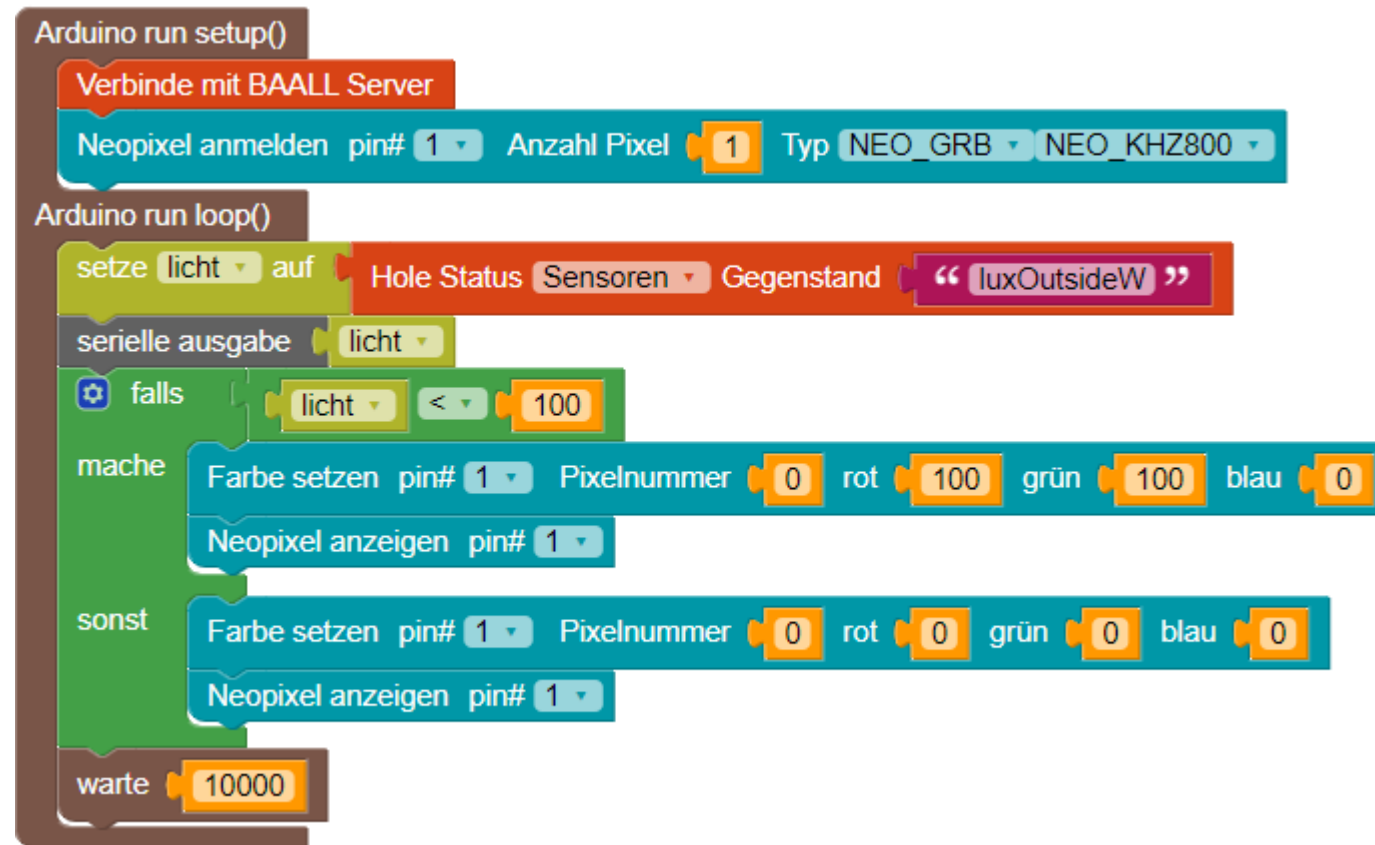 Arduino run setup()
Verbinde mit BAALL Server
Neopixel anmelden pin# 1 Anzahl Pixel 1 Typ NEO_GRB NEO_KHZ800
Arduino run loop()
setze licht auf Hole Status Sensoren Gegenstand “ luxOutsideW ”
serielle ausgabe licht
falls licht < 100
mache Farbe setzen pin# 1 Pixelnummer 0 rot 100 grün 100 blau 0
Neopixel anzeigen pin# 1
sonst Farbe setzen pin# 1 Pixelnummer 0 rot 0 grün 0 blau 0
Neopixel anzeigen pin# 1
warte 10000